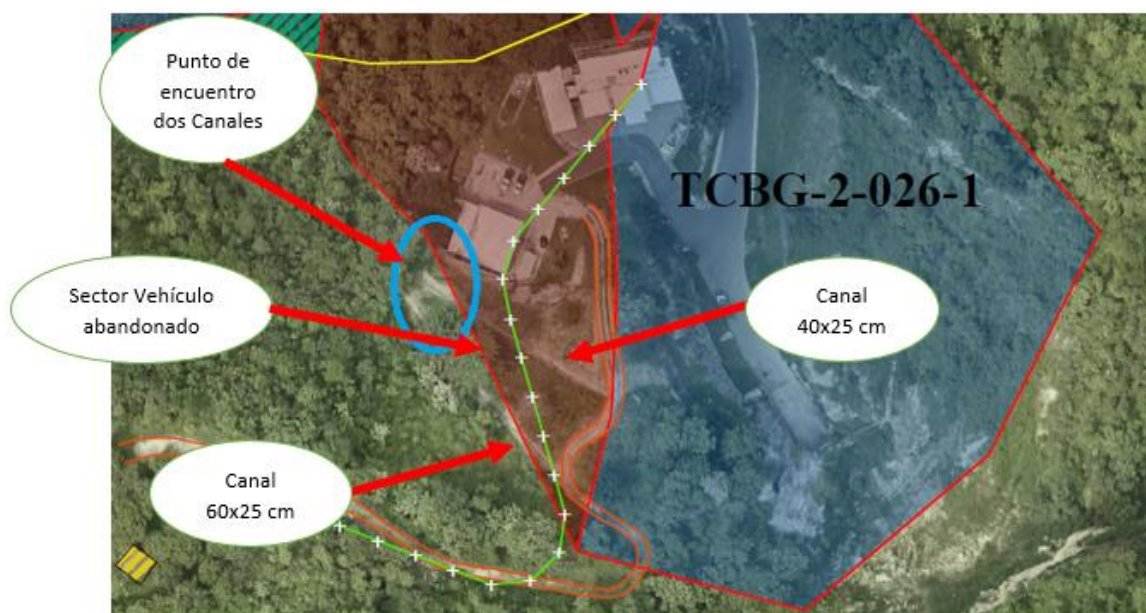 Punto de
encuentro
dos Canales
TCBG-2-026-1
Sector Vehículo
abandonado
Canal
40x25 cm
Canal
60x25 cm